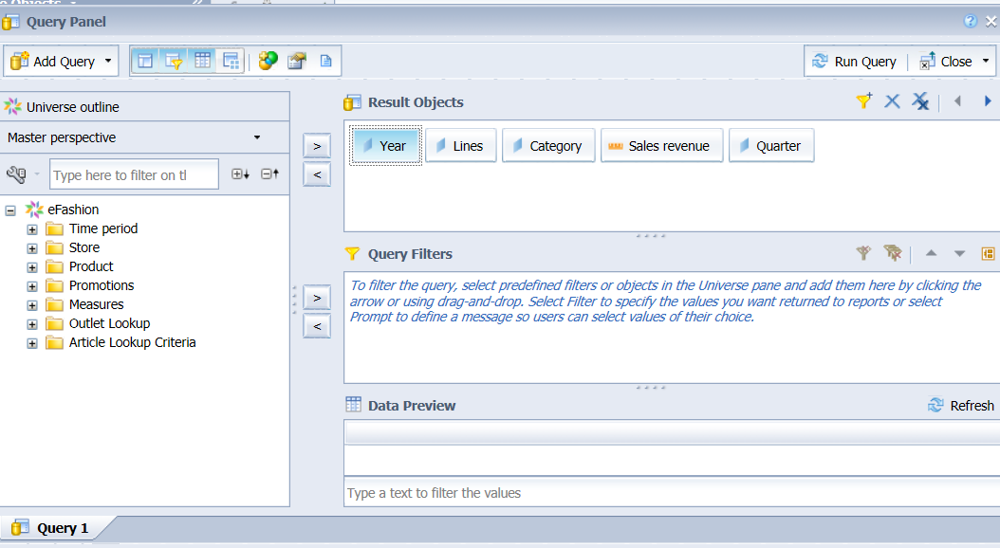 Query Panel
Add Query
Run Query
Close
Universe outline
Master perspective
Type here to filter on tl
eFashion
Time period
Store
Product
Promotions
Measures
Outlet Lookup
Article Lookup Criteria
>
<
>
<
Result Objects
Year
Lines
Category
Sales revenue
Quarter
Query Filters
To filter the query, select predefined filters or objects in the Universe pane and add them here by clicking the
arrow or using drag-and-drop. Select Filter to specify the values you want returned to reports or select
Prompt to define a message so users can select values of their choice.
Data Preview
Refresh
Type a text to filter the values
Query 1